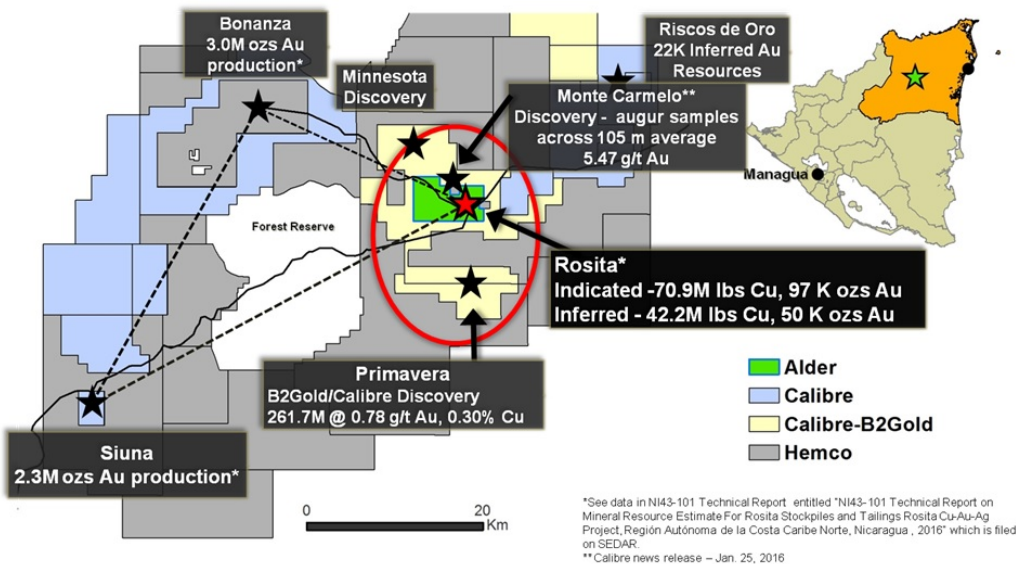 Bonanza
3.0M ozs Au
production*
Minnesota
Discovery
Riscos de Oro
22K Inferred Au
Resources
Monte Carmelo**
Discovery - augur samples
across 105 m average
5.47 g/t Au
Managua
Forest Reserve
Rosita*
Indicated -70.9M lbs Cu, 97 K ozs Au
Inferred - 42.2M lbs Cu, 50 K ozs Au
Primavera
B2Gold/Calibre Discovery
261.7M @ 0.78 g/t Au, 0.30% Cu
Siuna
2.3M ozs Au production*
Alder
Calibre
Calibre-B2Gold
Hemco
0 20
Km
*See data in NI43-101 Technical Report entitled "NI43-101 Technical Report on
Mineral Resource Estimate For Rosita Stockpiles and Tailings Rosita Cu-Au-Ag
Project, Región Autónoma de la Costa Caribe Norte, Nicaragua , 2016" which is filed
on SEDAR.
**Calibre news release – Jan. 25, 2016